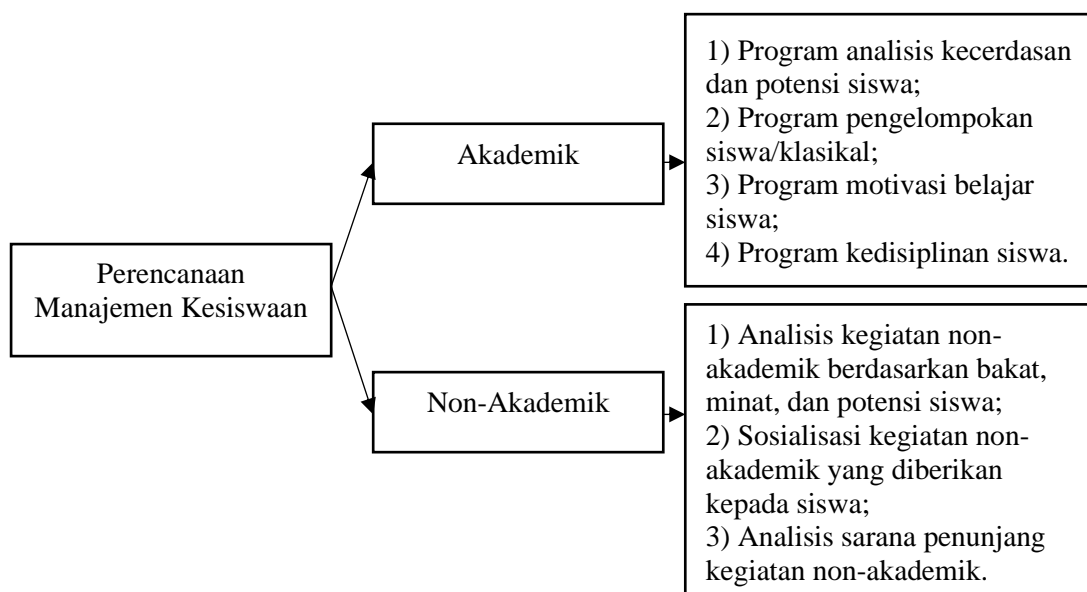 Perencanaan
Manajemen Kesiswaan
Akademik
1) Program analisis kecerdasan
dan potensi siswa;
2) Program pengelompokan
siswa/klasikal;
3) Program motivasi belajar
siswa;
4) Program kedisiplinan siswa.
Non-Akademik
1) Analisis kegiatan non-
akademik berdasarkan bakat,
minat, dan potensi siswa;
2) Sosialisasi kegiatan non-
akademik yang diberikan
kepada siswa;
3) Analisis sarana penunjang
kegiatan non-akademik.